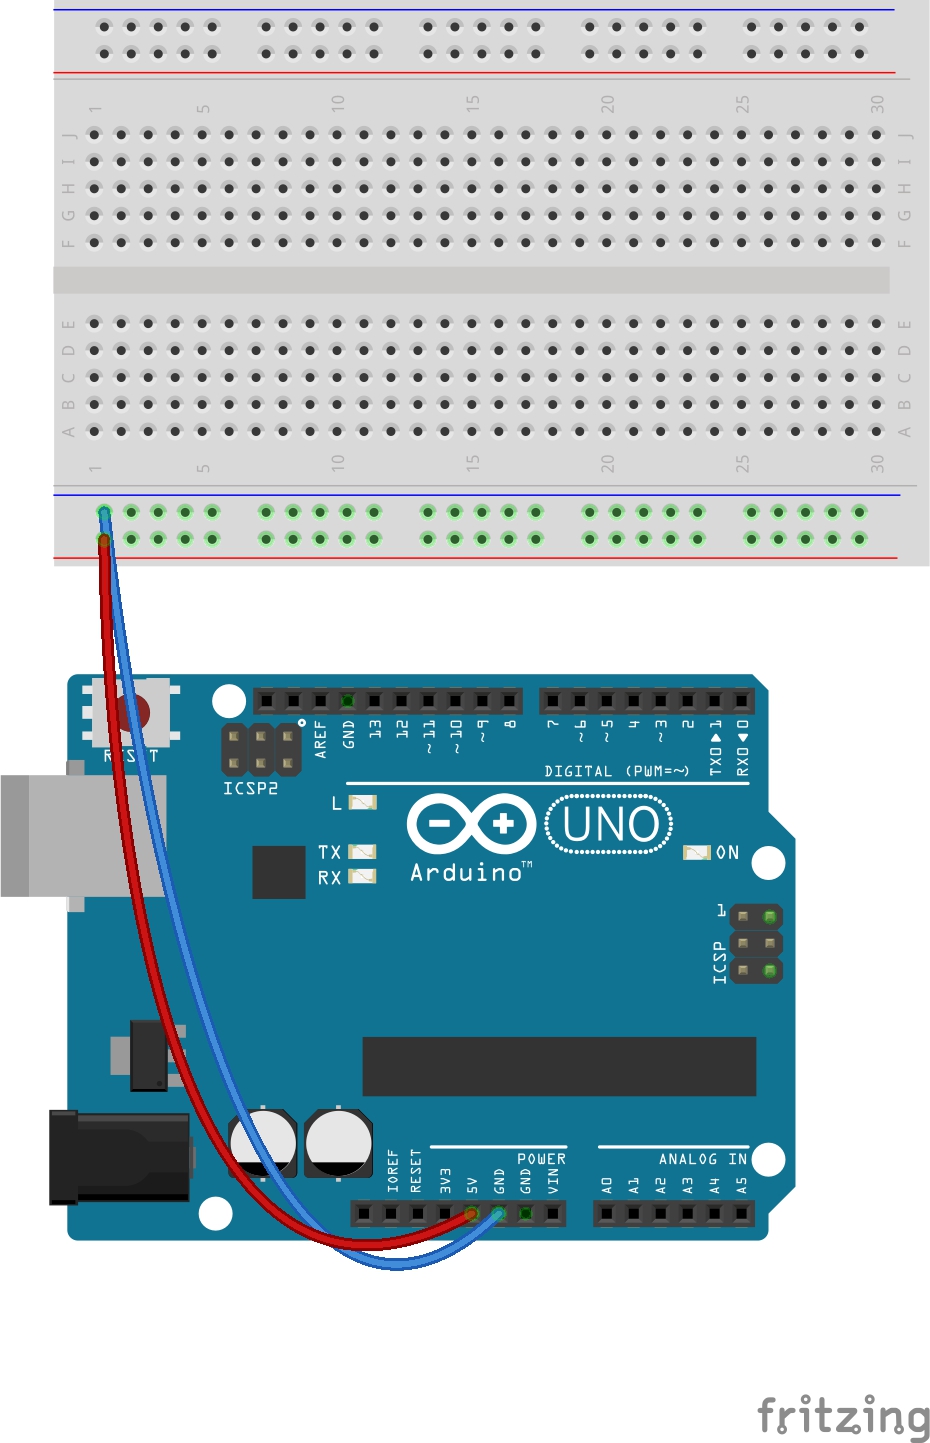 1 5 10 15 20 25 30
J J
I I
H H
G G
F F
E E
D D
C C
B B
A A
1 5 10 15 20 25 30
RESET
ICSP2
AREF
GND
13
12
~11
~10
~9
8
7
~6
~5
4
~3
2
TX0▶1
RX0◀0
DIGITAL (PWM=~)
L
TX
RX
Arduino™
UNO
ON
1
ICSP
POWER
ANALOG IN
IOREF
RESET
3V3
5V
GND
GND
VIN
A0
A1
A2
A3
A4
A5
fritzing